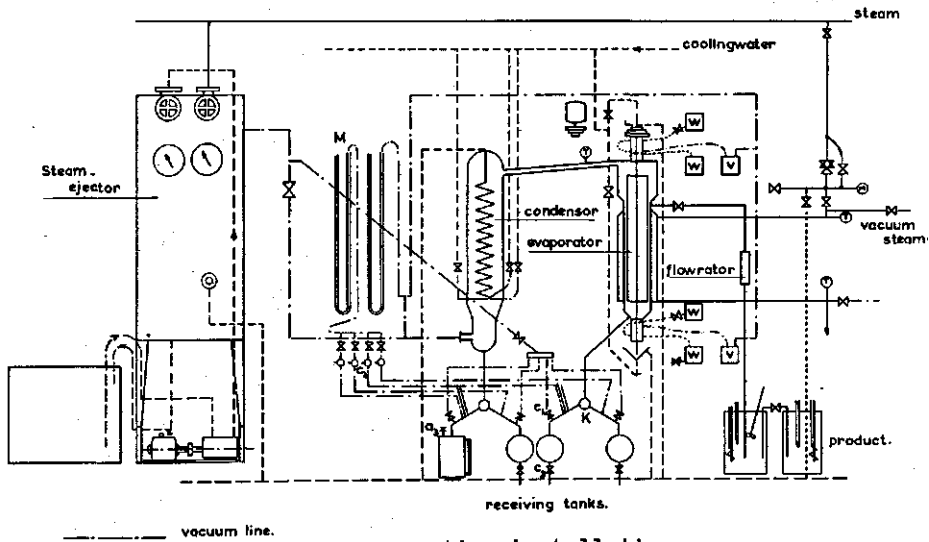 steam
coolingwater
M
Steam-
ejector
T
condensor
evaporator
W
W
V
M
T
vacuum
steam
flowrator
T
W
W
V
a
c
K
c
product.
receiving tanks.
vacuum line.